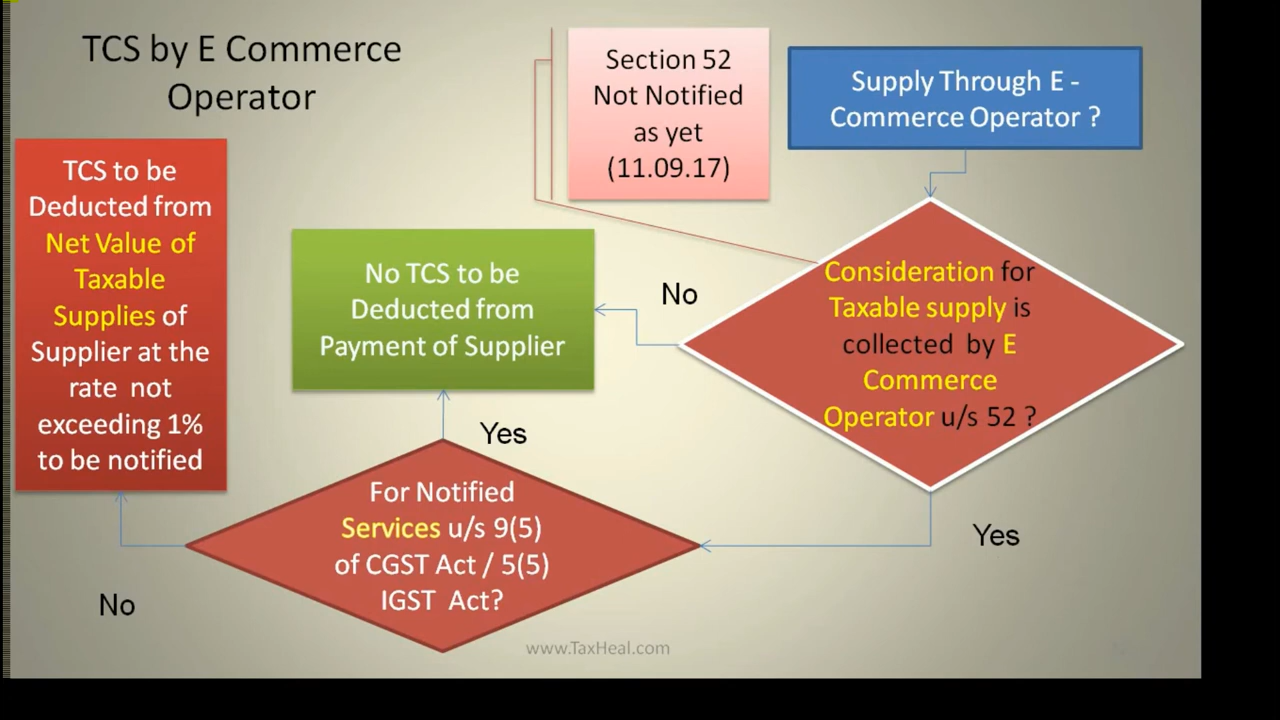 TCS by E Commerce
Operator
Section 52
Not Notified
as yet
(11.09.17)
Supply Through E -
Commerce Operator ?
TCS to be
Deducted from
Net Value of
Taxable
Supplies of
Supplier at the
rate not
exceeding 1%
to be notified
No TCS to be
Deducted from
Payment of Supplier
No
Consideration for
Taxable supply is
collected by E
Commerce
Operator u/s 52 ?
Yes
For Notified
Services u/s 9(5)
of CGST Act / 5(5)
IGST Act?
Yes
No
www.TaxHeal.com